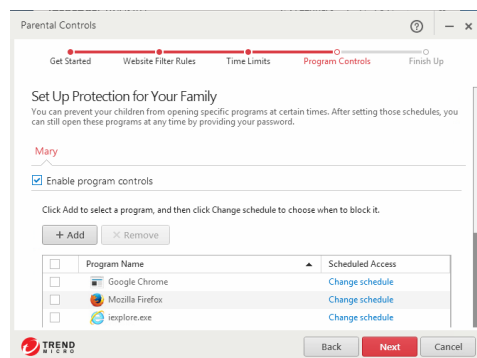 Parental Controls
Get Started Website Filter Rules Time Limits Program Controls Finish Up
Set Up Protection for Your Family
You can prevent your children from opening specific programs at certain times. After setting those schedules, you
can still open these programs at any time by providing your password.
Mary
Enable program controls
Click Add to select a program, and then click Change schedule to choose when to block it.
+ Add × Remove
Program Name Scheduled Access
Google Chrome Change schedule
Mozilla Firefox Change schedule
iexplore.exe Change schedule
TREND
MICRO
Back Next Cancel